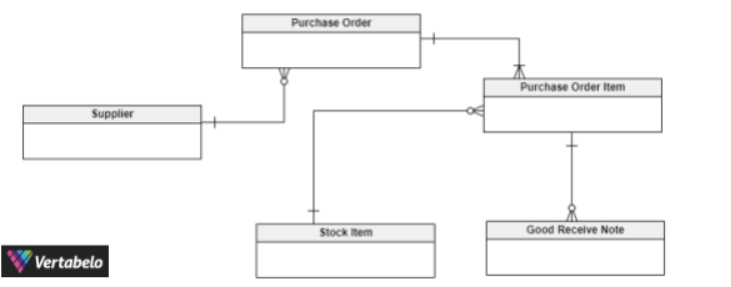 Purchase Order
Purchase Order Item
Supplier
Stock Item
Good Receive Note
Vertabelo